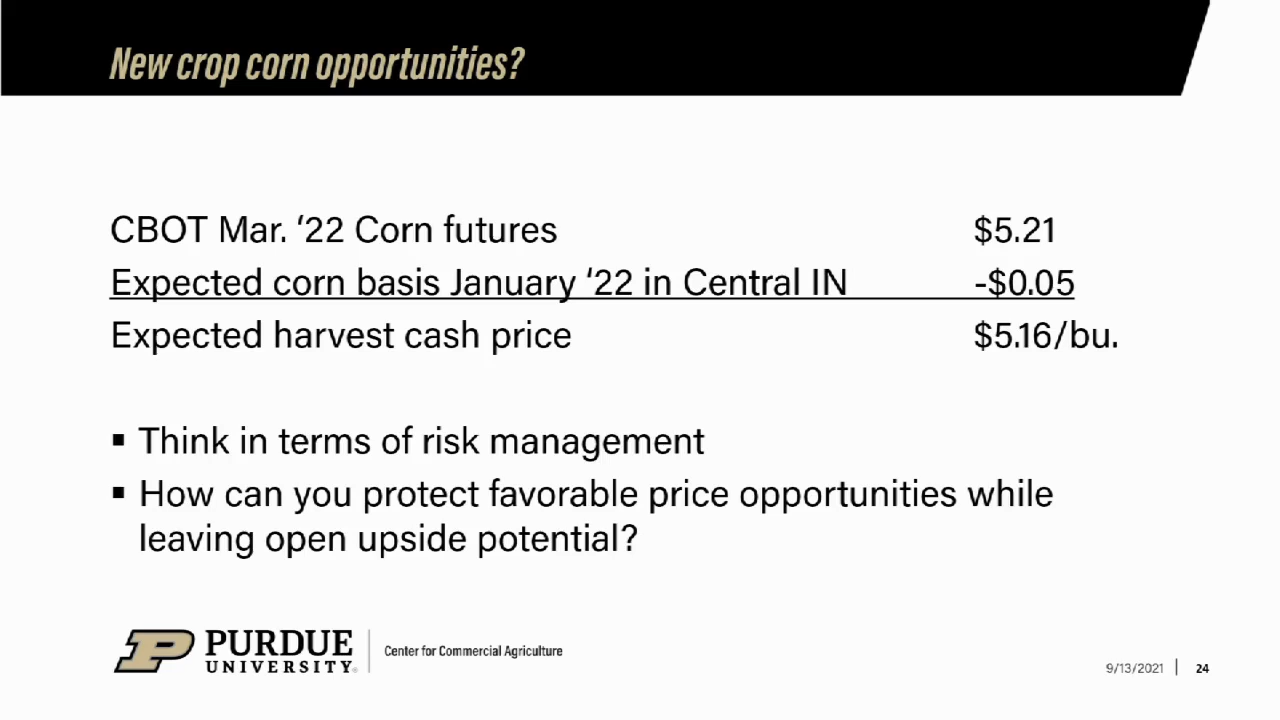 New crop corn opportunities?
CBOT Mar. ‘22 Corn futures $5.21
Expected corn basis January ‘22 in Central IN -$0.05
Expected harvest cash price $5.16/bu.
▪ Think in terms of risk management
▪ How can you protect favorable price opportunities while
leaving open upside potential?
P PURDUE
UNIVERSITY®
Center for Commercial Agriculture
9/13/2021 | 24